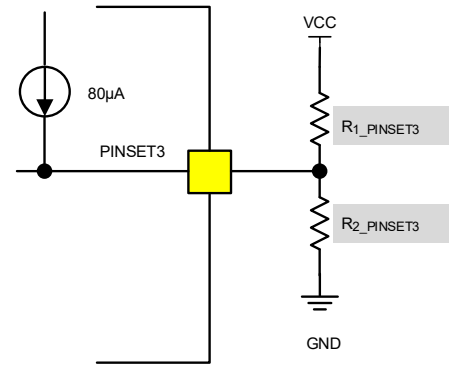 VCC
80µA
R1_PINSET3
PINSET3
R2_PINSET3
GND